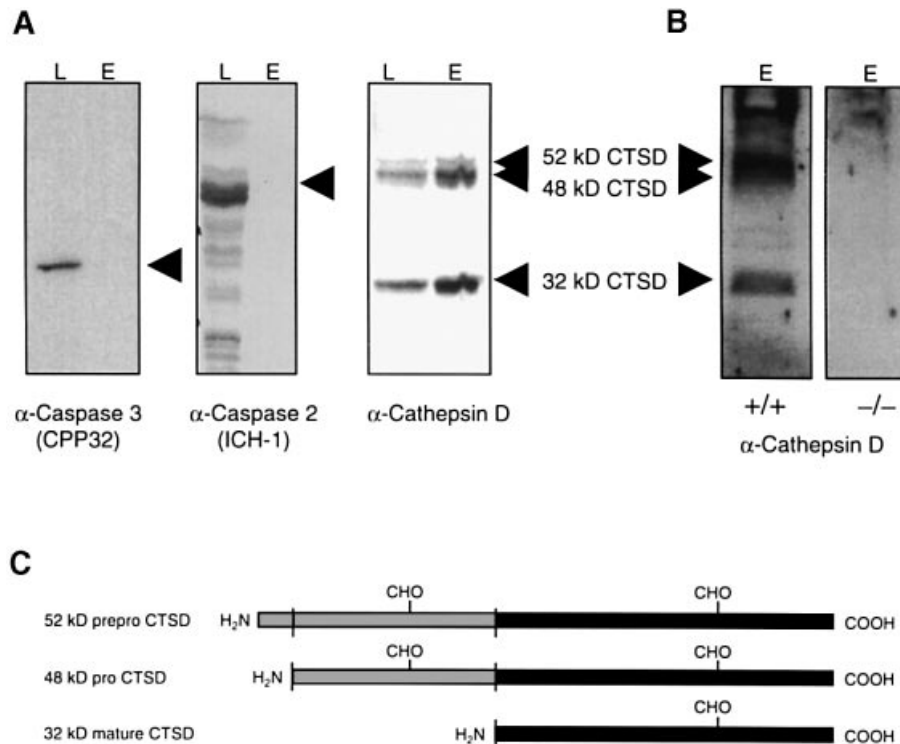 A
B
L E
L E
L E
E
E
52 kD CTSD
48 kD CTSD
32 kD CTSD
α-Caspase 3
(CPP32)
α-Caspase 2
(ICH-1)
α-Cathepsin D
+/+
–/–
α-Cathepsin D
C
CHO CHO
52 kD prepro CTSD H₂N COOH
CHO CHO
48 kD pro CTSD H₂N COOH
CHO
32 kD mature CTSD H₂N COOH